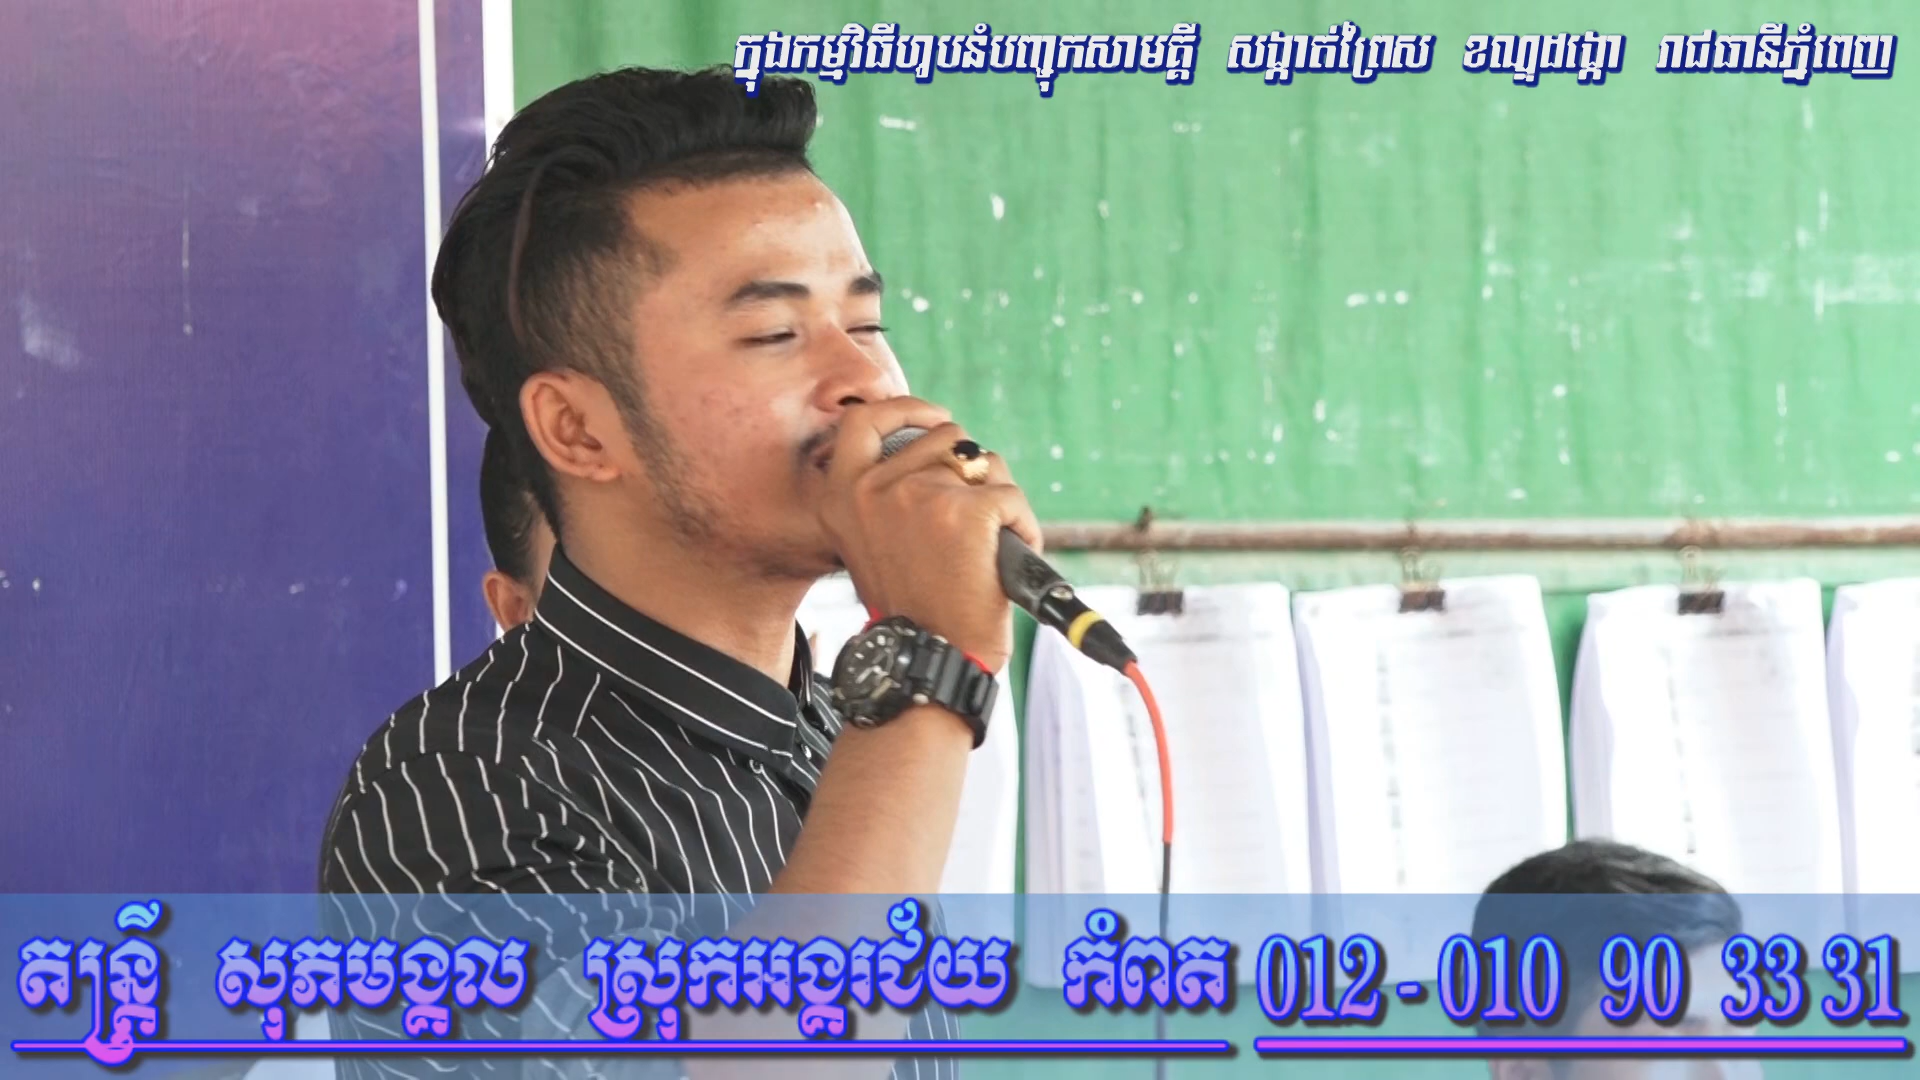 ក្នុងកម្មវិធីហូបនំបញ្ចុកសាមគ្គី សង្កាត់ព្រៃស ខណ្ឌដង្កោ រាជធានីភ្នំពេញ
តន្ត្រី សុភមង្គល ស្រុកអង្គរជ័យ កំពត 012 - 010 90 33 31